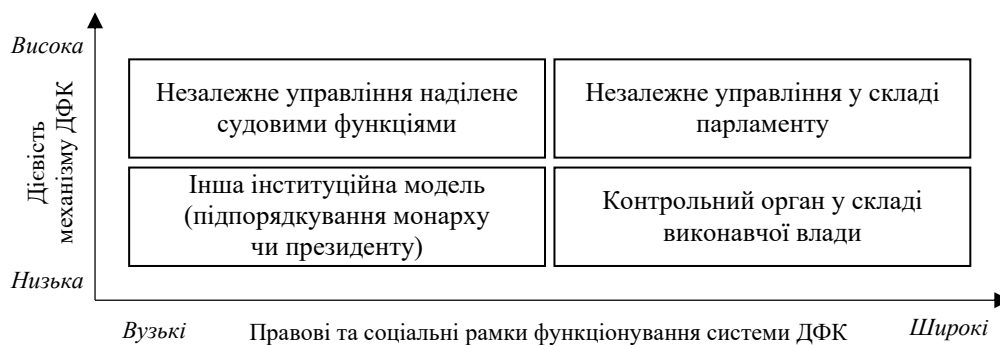 Висока
Дієвість
механізму ДФК
Низька
Незалежне управління наділене
судовими функціями
Незалежне управління у складі
парламенту
Інша інституційна модель
(підпорядкування монарху
чи президенту)
Контрольний орган у складі
виконавчої влади
Вузькі
Правові та соціальні рамки функціонування системи ДФК
Широкі